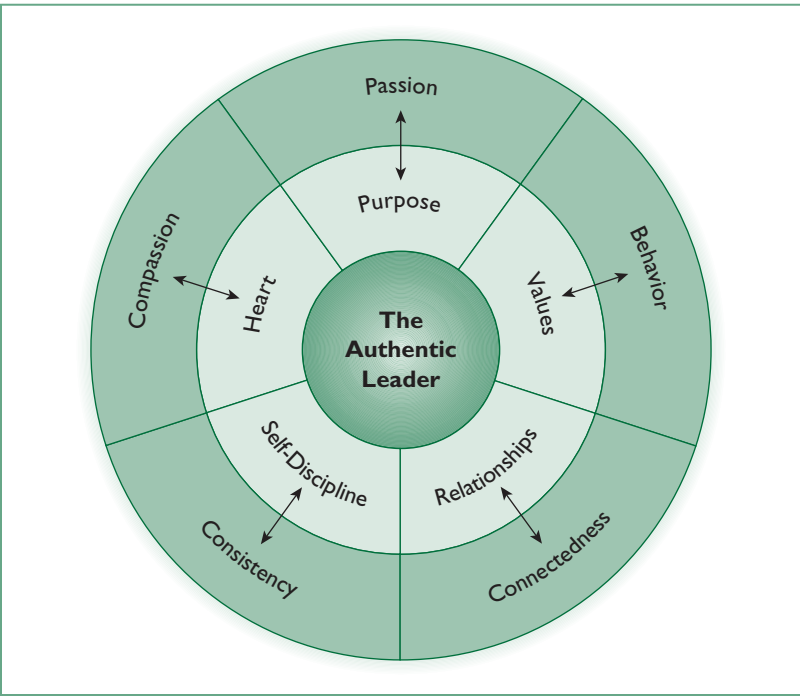 Passion
Purpose
Behavior
Values
Compassion
Heart
The
Authentic
Leader
Self-Discipline
Relationships
Consistency
Connectedness